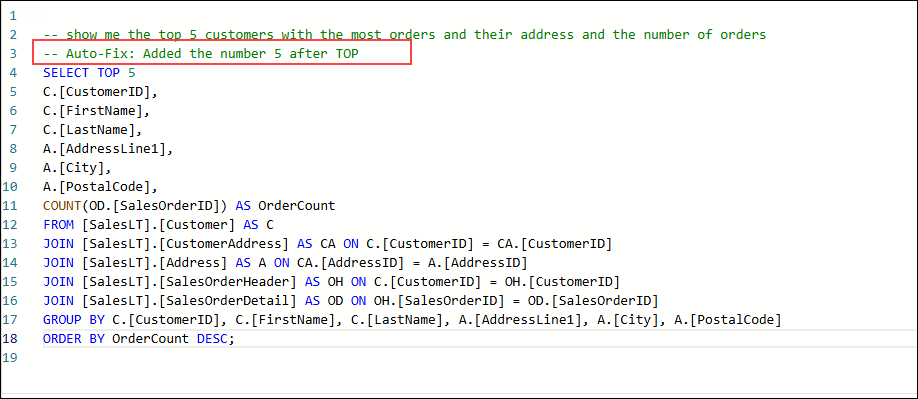 1
2 -- show me the top 5 customers with the most orders and their address and the number of orders
3 -- Auto-Fix: Added the number 5 after TOP
4 SELECT TOP 5
5 C.[CustomerID],
6 C.[FirstName],
7 C.[LastName],
8 A.[AddressLine1],
9 A.[City],
10 A.[PostalCode],
11 COUNT(OD.[SalesOrderID]) AS OrderCount
12 FROM [SalesLT].[Customer] AS C
13 JOIN [SalesLT].[CustomerAddress] AS CA ON C.[CustomerID] = CA.[CustomerID]
14 JOIN [SalesLT].[Address] AS A ON CA.[AddressID] = A.[AddressID]
15 JOIN [SalesLT].[SalesOrderHeader] AS OH ON C.[CustomerID] = OH.[CustomerID]
16 JOIN [SalesLT].[SalesOrderDetail] AS OD ON OH.[SalesOrderID] = OD.[SalesOrderID]
17 GROUP BY C.[CustomerID], C.[FirstName], C.[LastName], A.[AddressLine1], A.[City], A.[PostalCode]
18 ORDER BY OrderCount DESC;
19